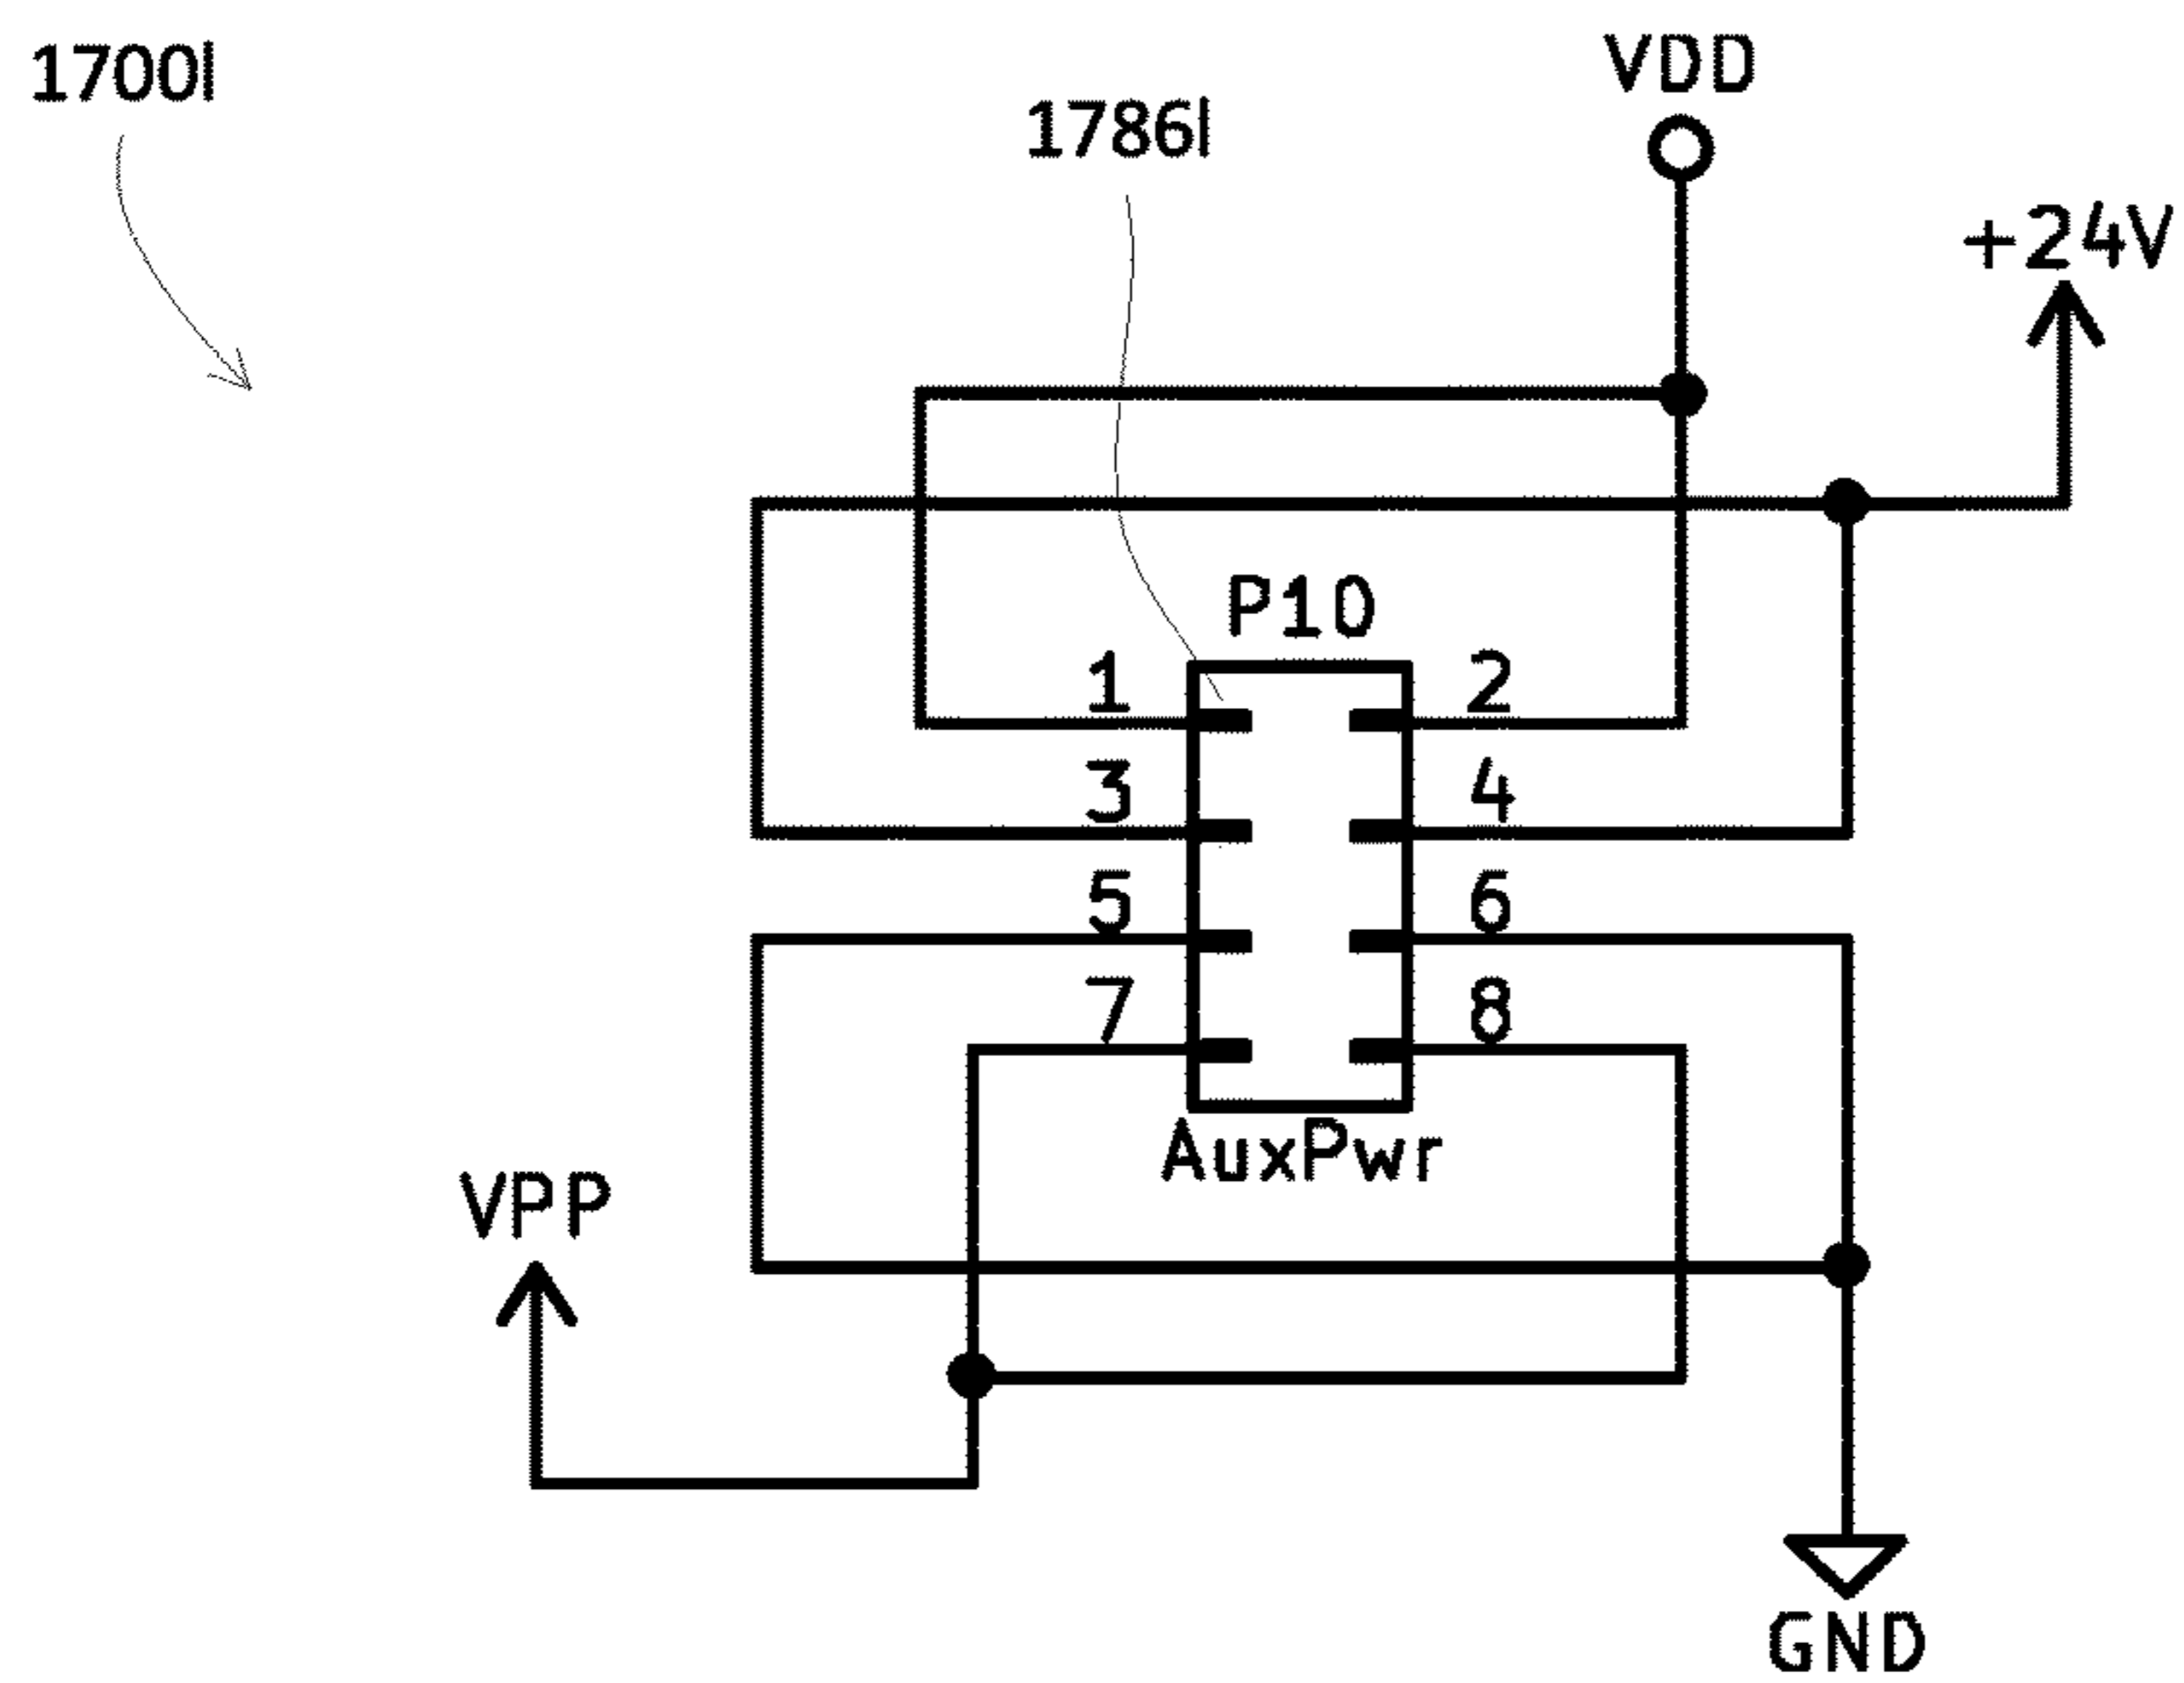 1700l
1786l
VDD
+24V
P10
1 2
3 4
5 6
7 8
AuxPwr
VPP
GND